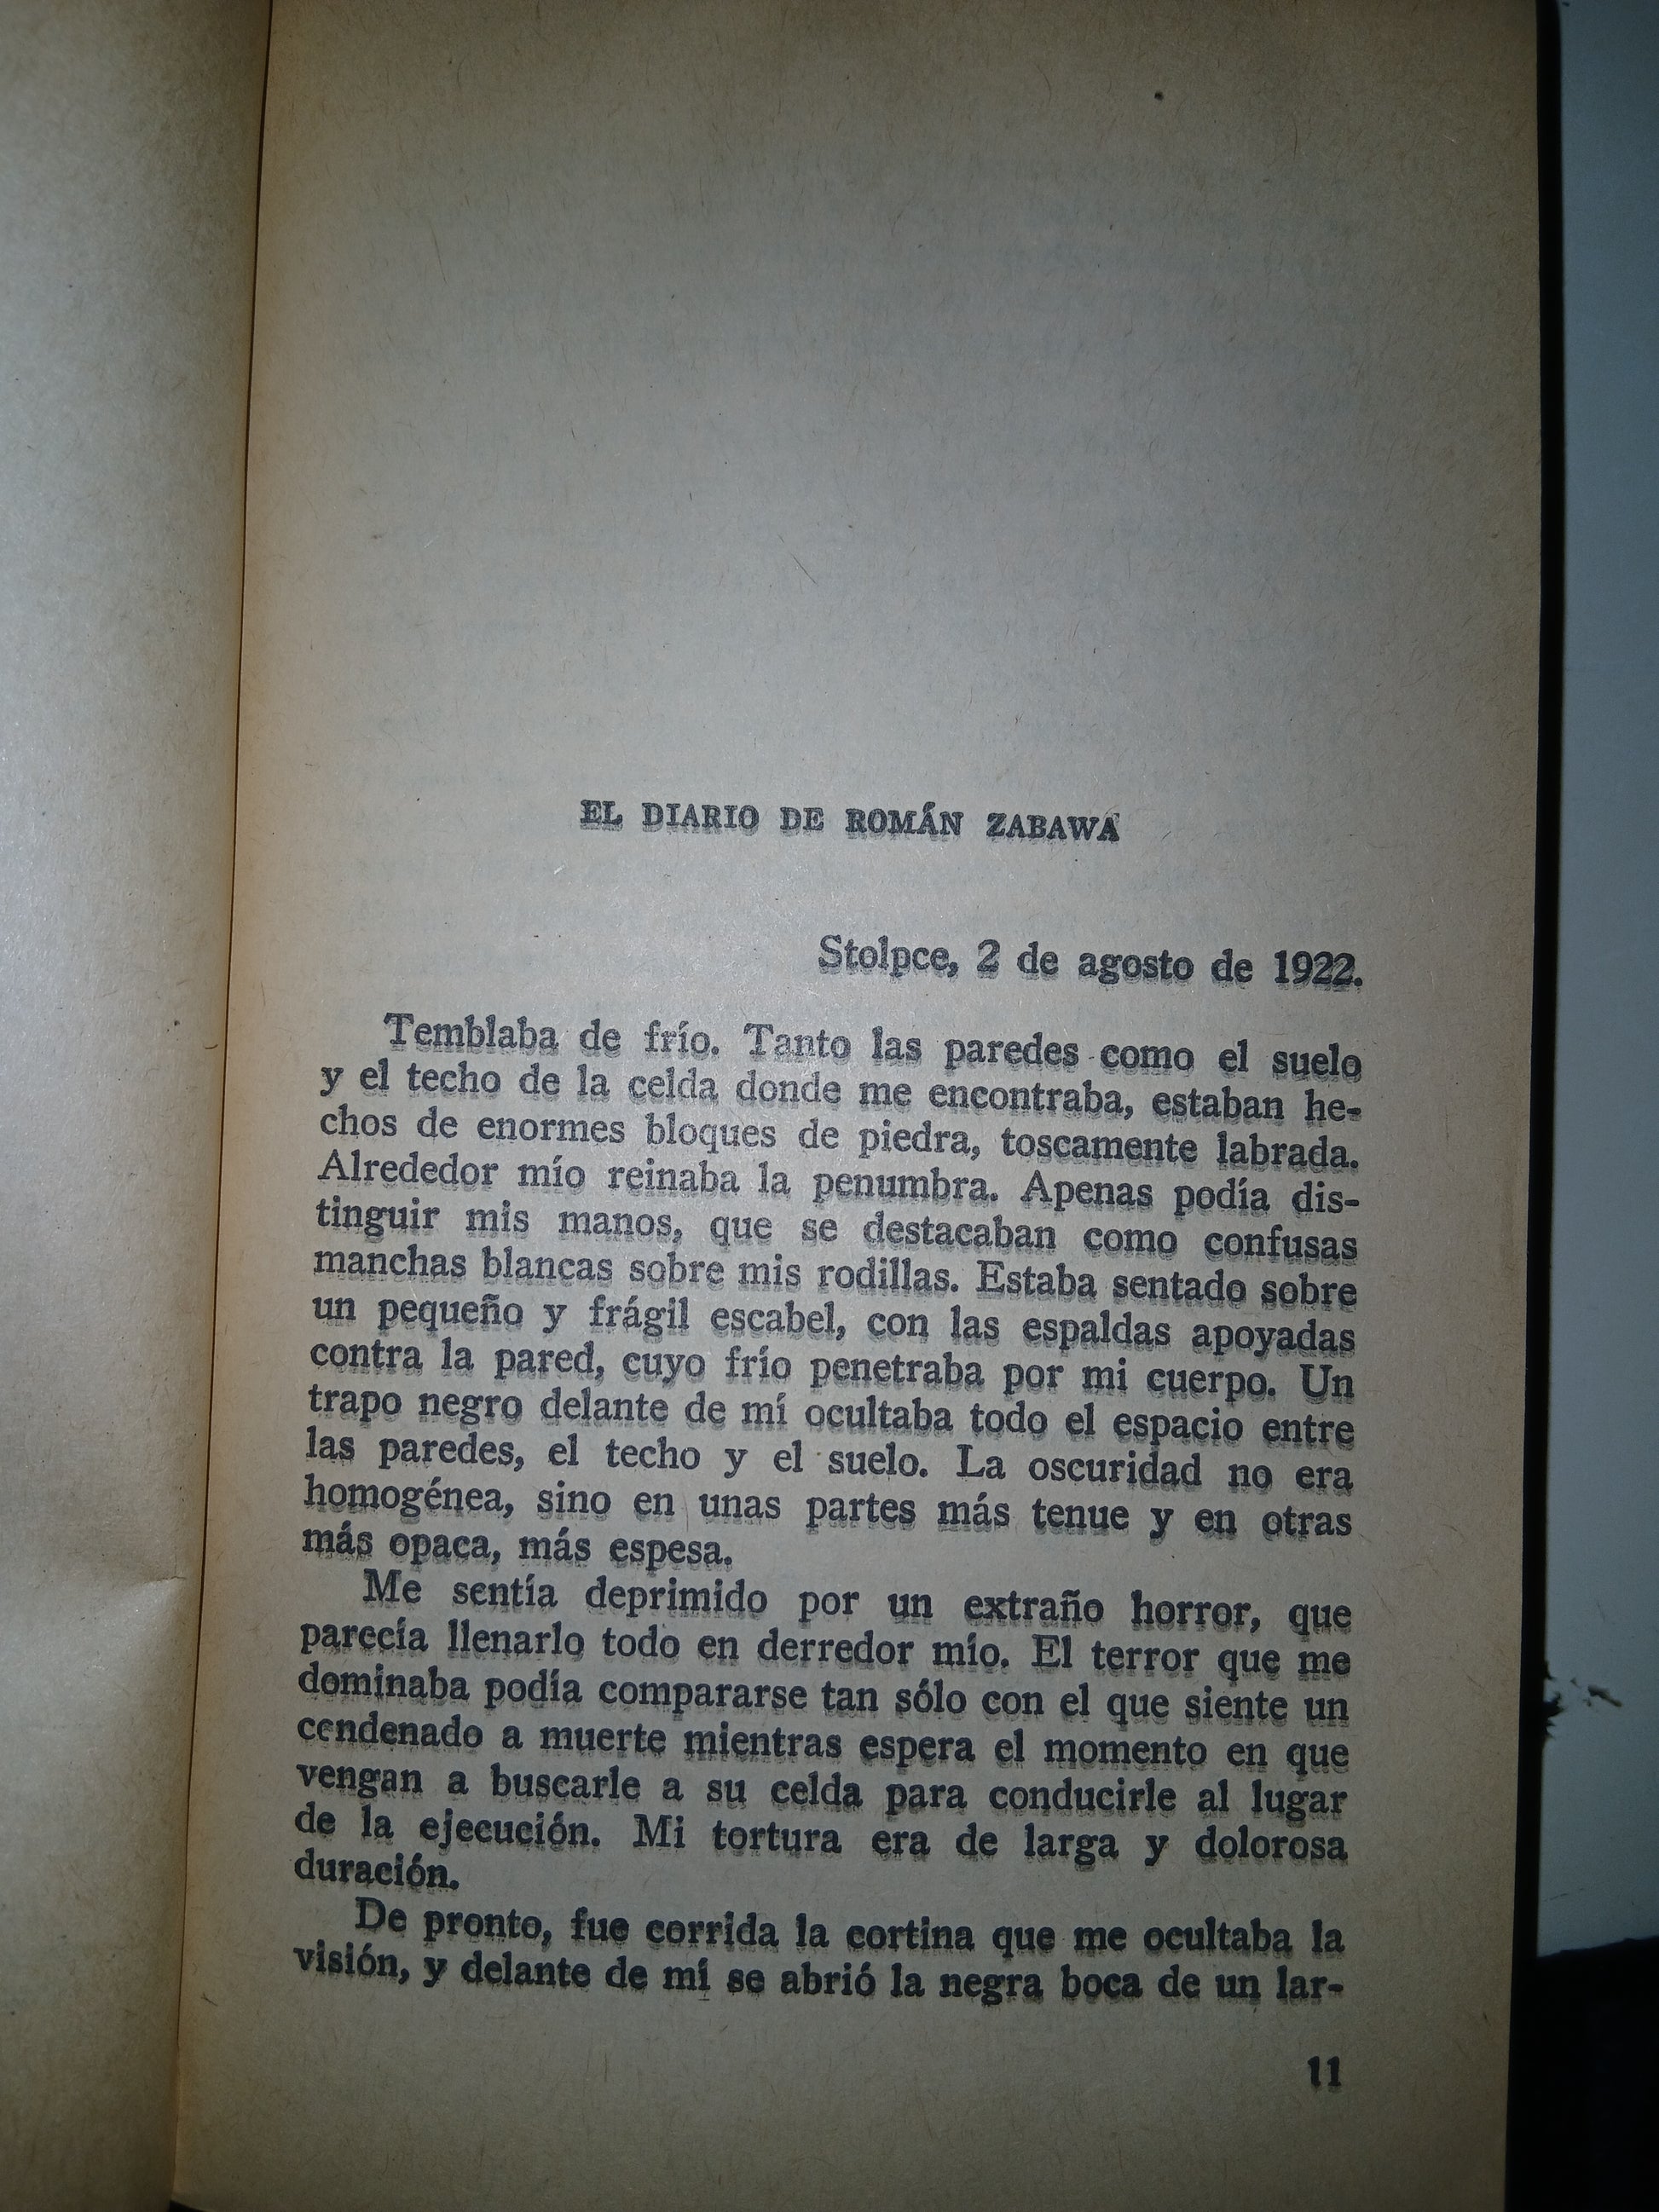 EL DIARIO DE ROMÁN ZABAWA
Stolpce, 2 de agosto de 1922.
Temblaba de frío. Tanto las paredes como el suelo
y el techo de la celda donde me encontraba, estaban he-
chos de enormes bloques de piedra, toscamente labrada.
Alrededor mío reinaba la penumbra. Apenas podía dis-
tinguir mis manos, que se destacaban como confusas
manchas blancas sobre mis rodillas. Estaba sentado sobre
un pequeño y frágil escabel, con las espaldas apoyadas
contra la pared, cuyo frío penetraba por mi cuerpo. Un
trapo negro delante de mí ocultaba todo el espacio entre
las paredes, el techo y el suelo. La oscuridad no era
homogénea, sino en unas partes más tenue y en otras
más opaca, más espesa.
Me sentía deprimido por un extraño horror, que
parecía llenarlo todo en derredor mío. El terror que me
dominaba podía compararse tan sólo con el que siente un
condenado a muerte mientras espera el momento en que
vengan a buscarle a su celda para conducirle al lugar
de la ejecución. Mi tortura era de larga y dolorosa
duración.
De pronto, fue corrida la cortina que me ocultaba la
visión, y delante de mí se abrió la negra boca de un lar-
11